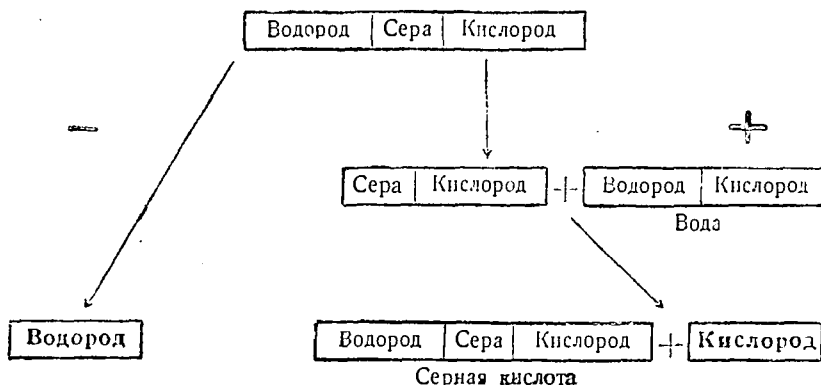 Водород Сера Кислород
− +
Сера Кислород + Водород Кислород
Вода
Водород Водород Сера Кислород + Кислород
Серная кислота